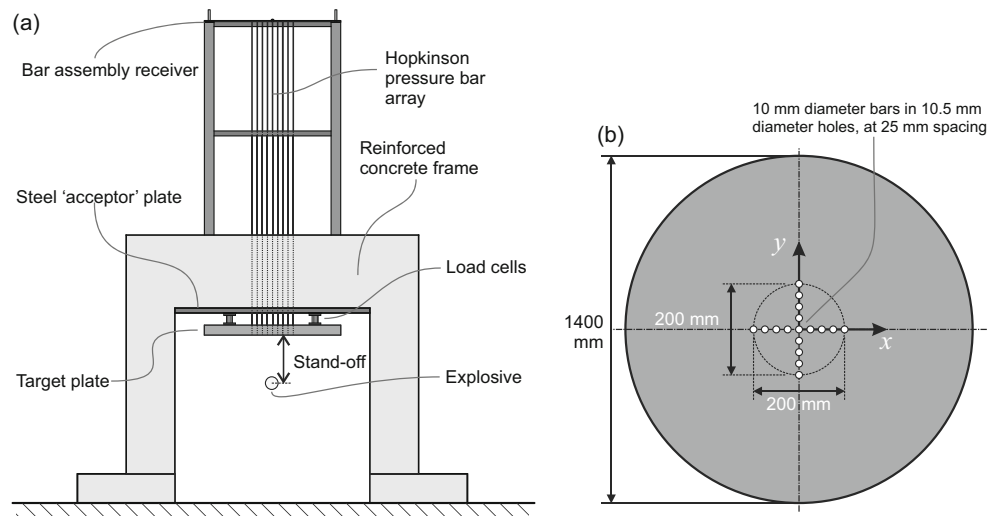 (a)
Bar assembly receiver
Hopkinson
pressure bar
array
Reinforced
concrete frame
Steel ‘acceptor’ plate
Load cells
Stand-off
Target plate
Explosive
(b)
10 mm diameter bars in 10.5 mm
diameter holes, at 25 mm spacing
y
200 mm
1400
mm
x
200 mm